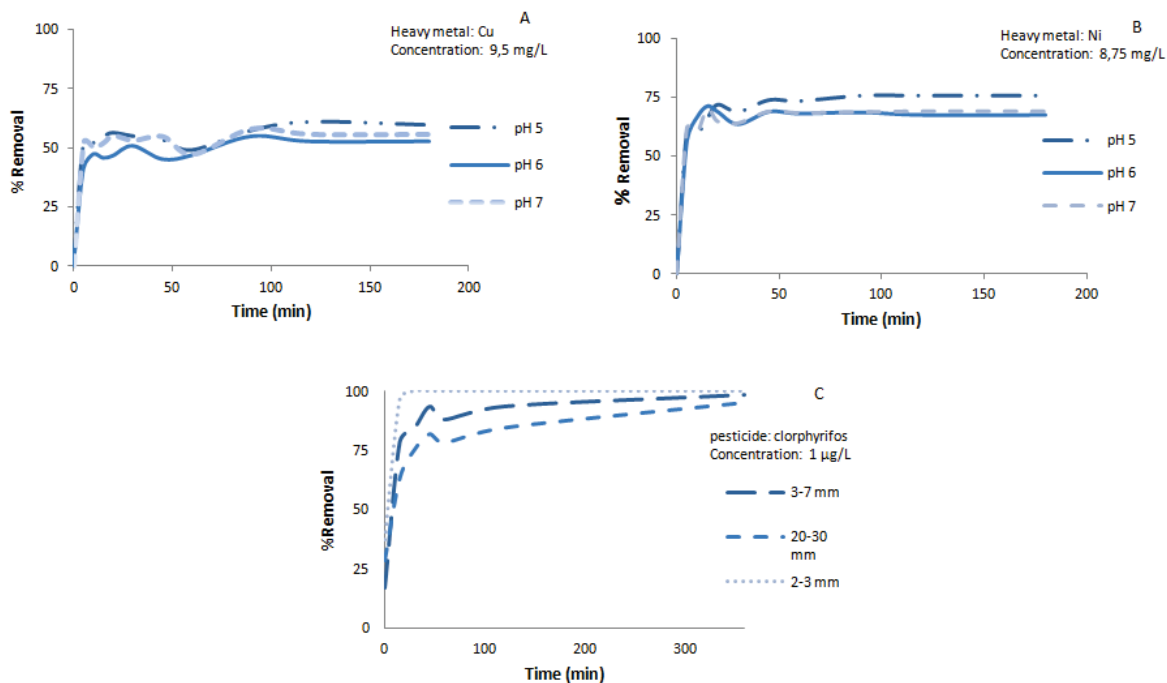 A
Heavy metal: Cu
Concentration: 9,5 mg/L
100
75
50
25
0
% Removal
pH 5
pH 6
pH 7
0 50 100 150 200
Time (min)
B
Heavy metal: Ni
Concentration: 8,75 mg/L
100
75
50
25
0
% Removal
pH 5
pH 6
pH 7
0 50 100 150 200
Time (min)
C
pesticide: clorphyrifos
Concentration: 1 µg/L
100
75
50
25
0
%Removal
3-7 mm
20-30
mm
2-3 mm
0 100 200 300
Time (min)